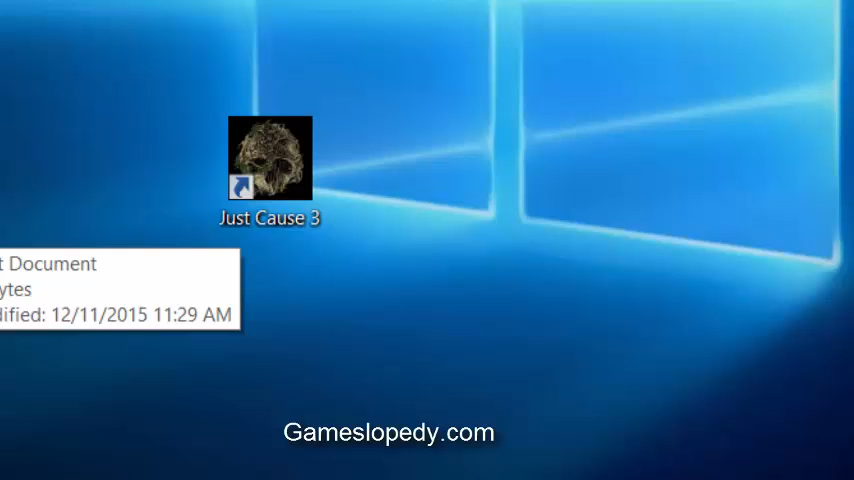 Just Cause 3
t Document
ytes
dified: 12/11/2015 11:29 AM
Gameslopedy.com